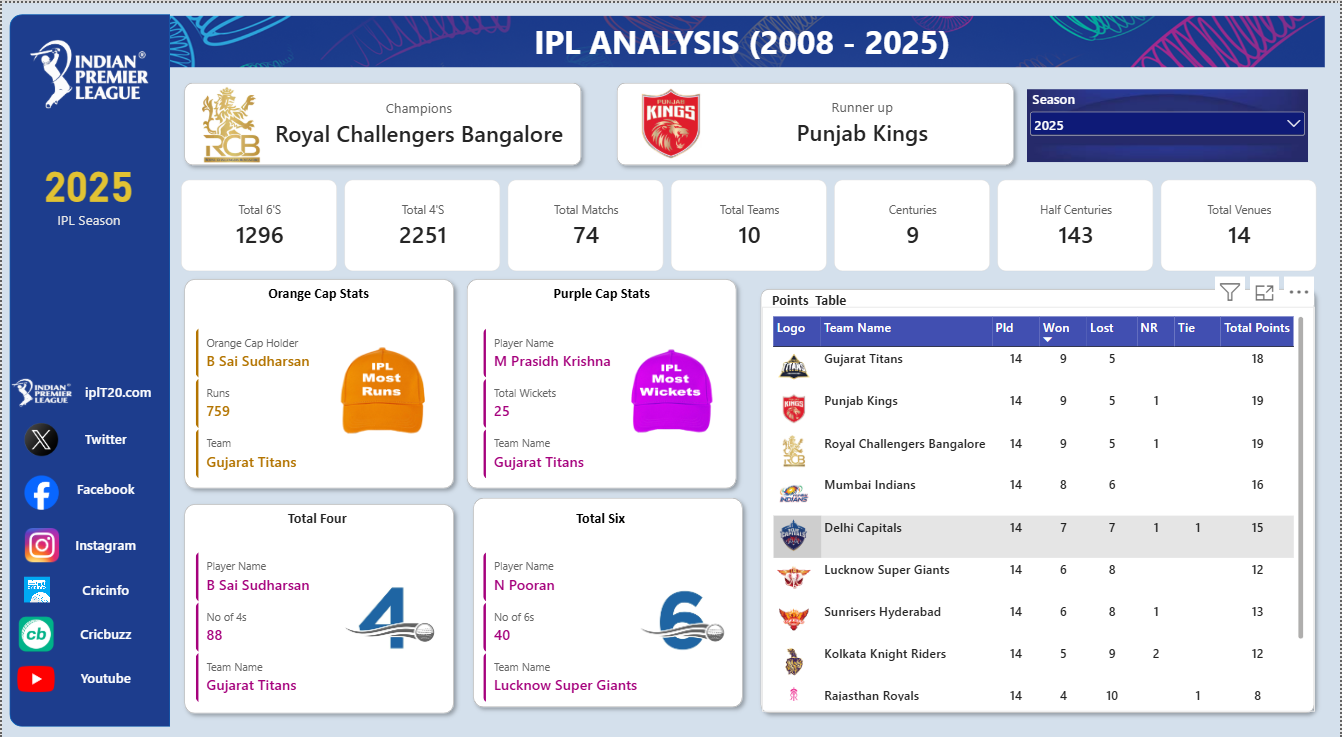 INDIAN
PREMIER
LEAGUE
®
2025
IPL Season
INDIAN
PREMIER
LEAGUE
iplT20.com
X
Twitter
Facebook
Instagram
Cricinfo
cb
Cricbuzz
Youtube
IPL ANALYSIS (2008 - 2025)
RCB
Champions
Royal Challengers Bangalore
PUNJAB
KINGS
Runner up
Punjab Kings
Season
2025
Total 6'S
1296
Total 4'S
2251
Total Matchs
74
Total Teams
10
Centuries
9
Half Centuries
143
Total Venues
14
Orange Cap Stats
Orange Cap Holder
B Sai Sudharsan
Runs
759
Team
Gujarat Titans
IPL
Most
Runs
Purple Cap Stats
Player Name
M Prasidh Krishna
Total Wickets
25
Team Name
Gujarat Titans
IPL
Most
Wickets
Total Four
Player Name
B Sai Sudharsan
No of 4s
88
Team Name
Gujarat Titans
4
Total Six
Player Name
N Pooran
No of 6s
40
Team Name
Lucknow Super Giants
6
Points Table
Logo Team Name Pld Won Lost NR Tie Total Points
Gujarat Titans 14 9 5 18
Punjab Kings 14 9 5 1 19
Royal Challengers Bangalore 14 9 5 1 19
Mumbai Indians 14 8 6 16
Delhi Capitals 14 7 7 1 1 15
Lucknow Super Giants 14 6 8 12
Sunrisers Hyderabad 14 6 8 1 13
Kolkata Knight Riders 14 5 9 2 12
Rajasthan Royals 14 4 10 1 8